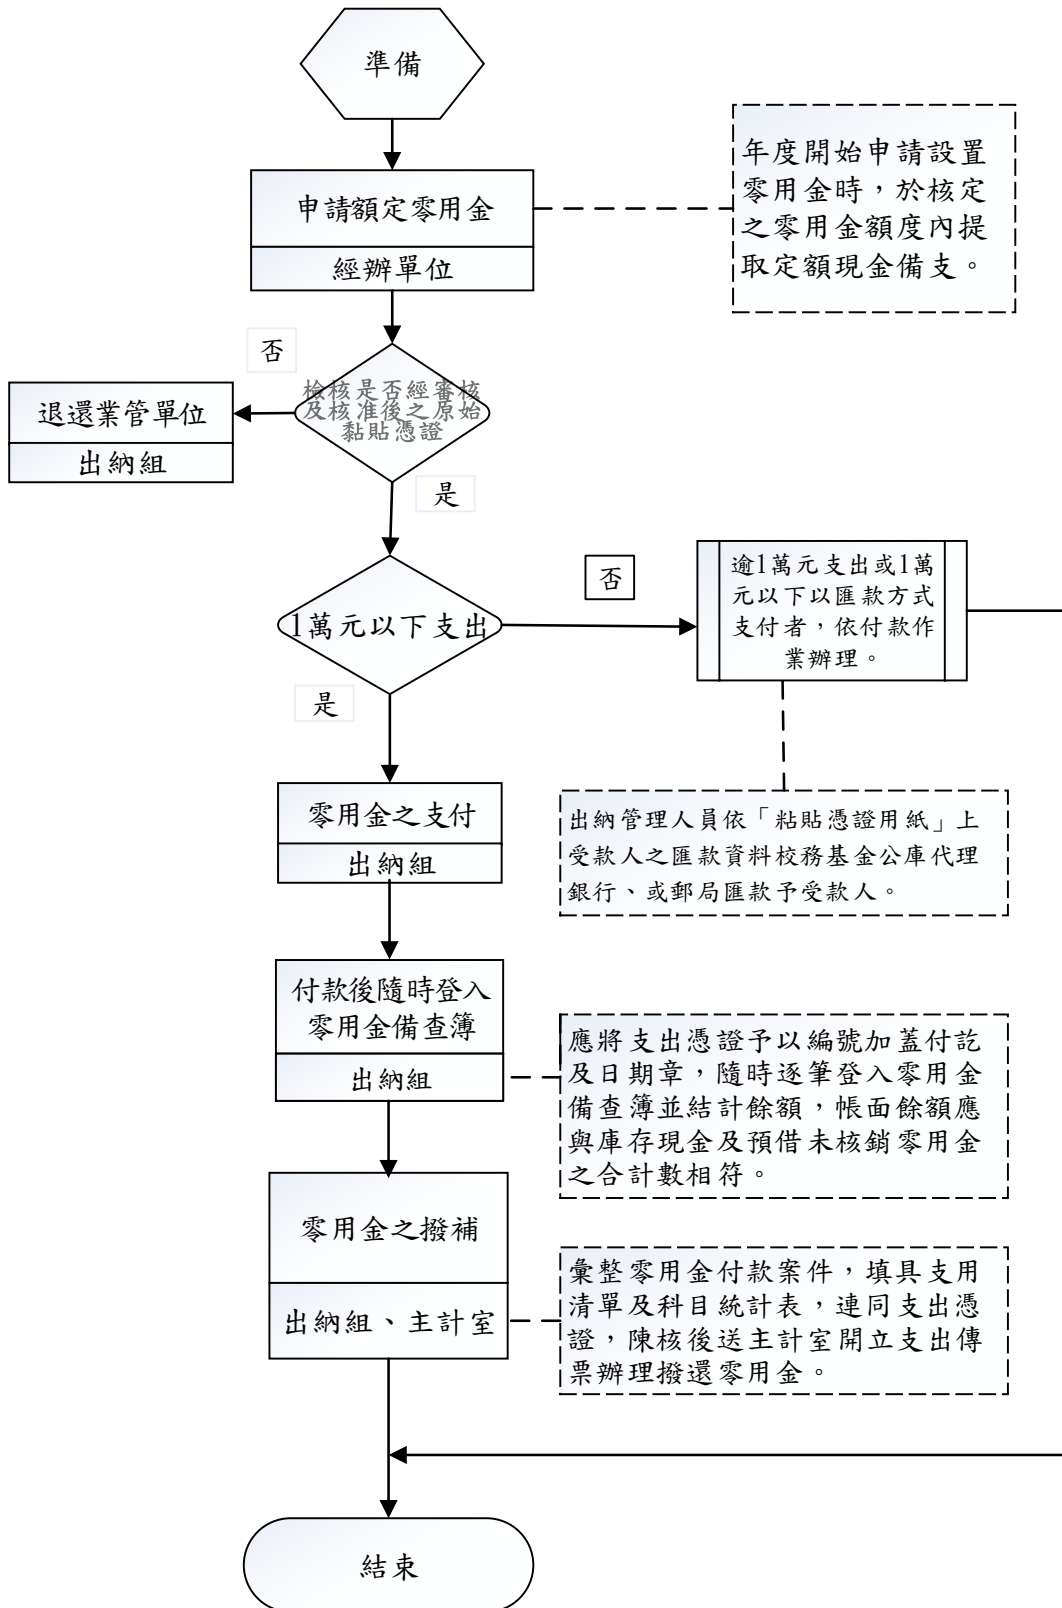 準備
申請額定零用金
經辦單位
年度開始申請設置
零用金時，於核定
之零用金額度內提
取定額現金備支。
否
檢核是否經審核
及核准後之原始
黏貼憑證
退還業管單位
出納組
是
1萬元以下支出
否
逾1萬元支出或1萬
元以下以匯款方式
支付者，依付款作
業辦理。
是
零用金之支付
出納組
出納管理人員依「粘貼憑證用紙」上
受款人之匯款資料校務基金公庫代理
銀行、或郵局匯款予受款人。
付款後隨時登入
零用金備查簿
出納組
應將支出憑證予以編號加蓋付訖
及日期章，隨時逐筆登入零用金
備查簿並結計餘額，帳面餘額應
與庫存現金及預借未核銷零用金
之合計數相符。
零用金之撥補
出納組、主計室
彙整零用金付款案件，填具支用
清單及科目統計表，連同支出憑
證，陳核後送主計室開立支出傳
票辦理撥還零用金。
結束